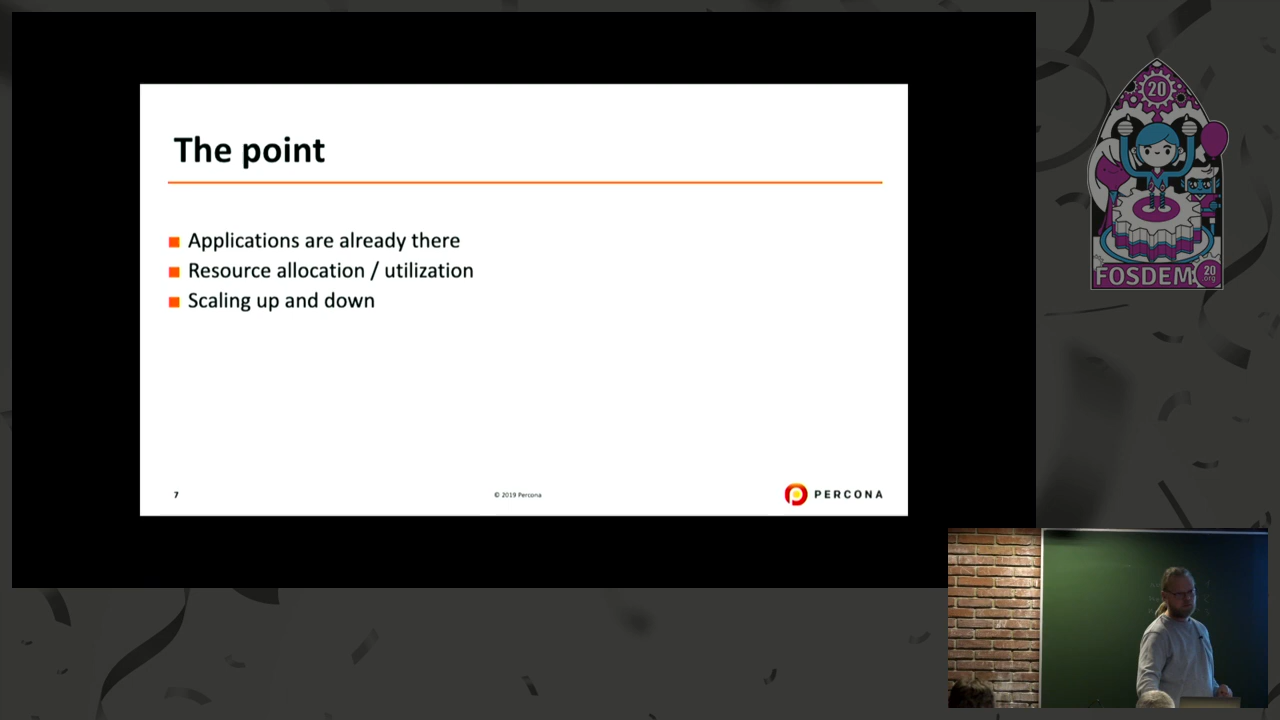 The point
Applications are already there
Resource allocation / utilization
Scaling up and down
7
© 2019 Percona
PERCONA
20
FOSDEM
20
.org